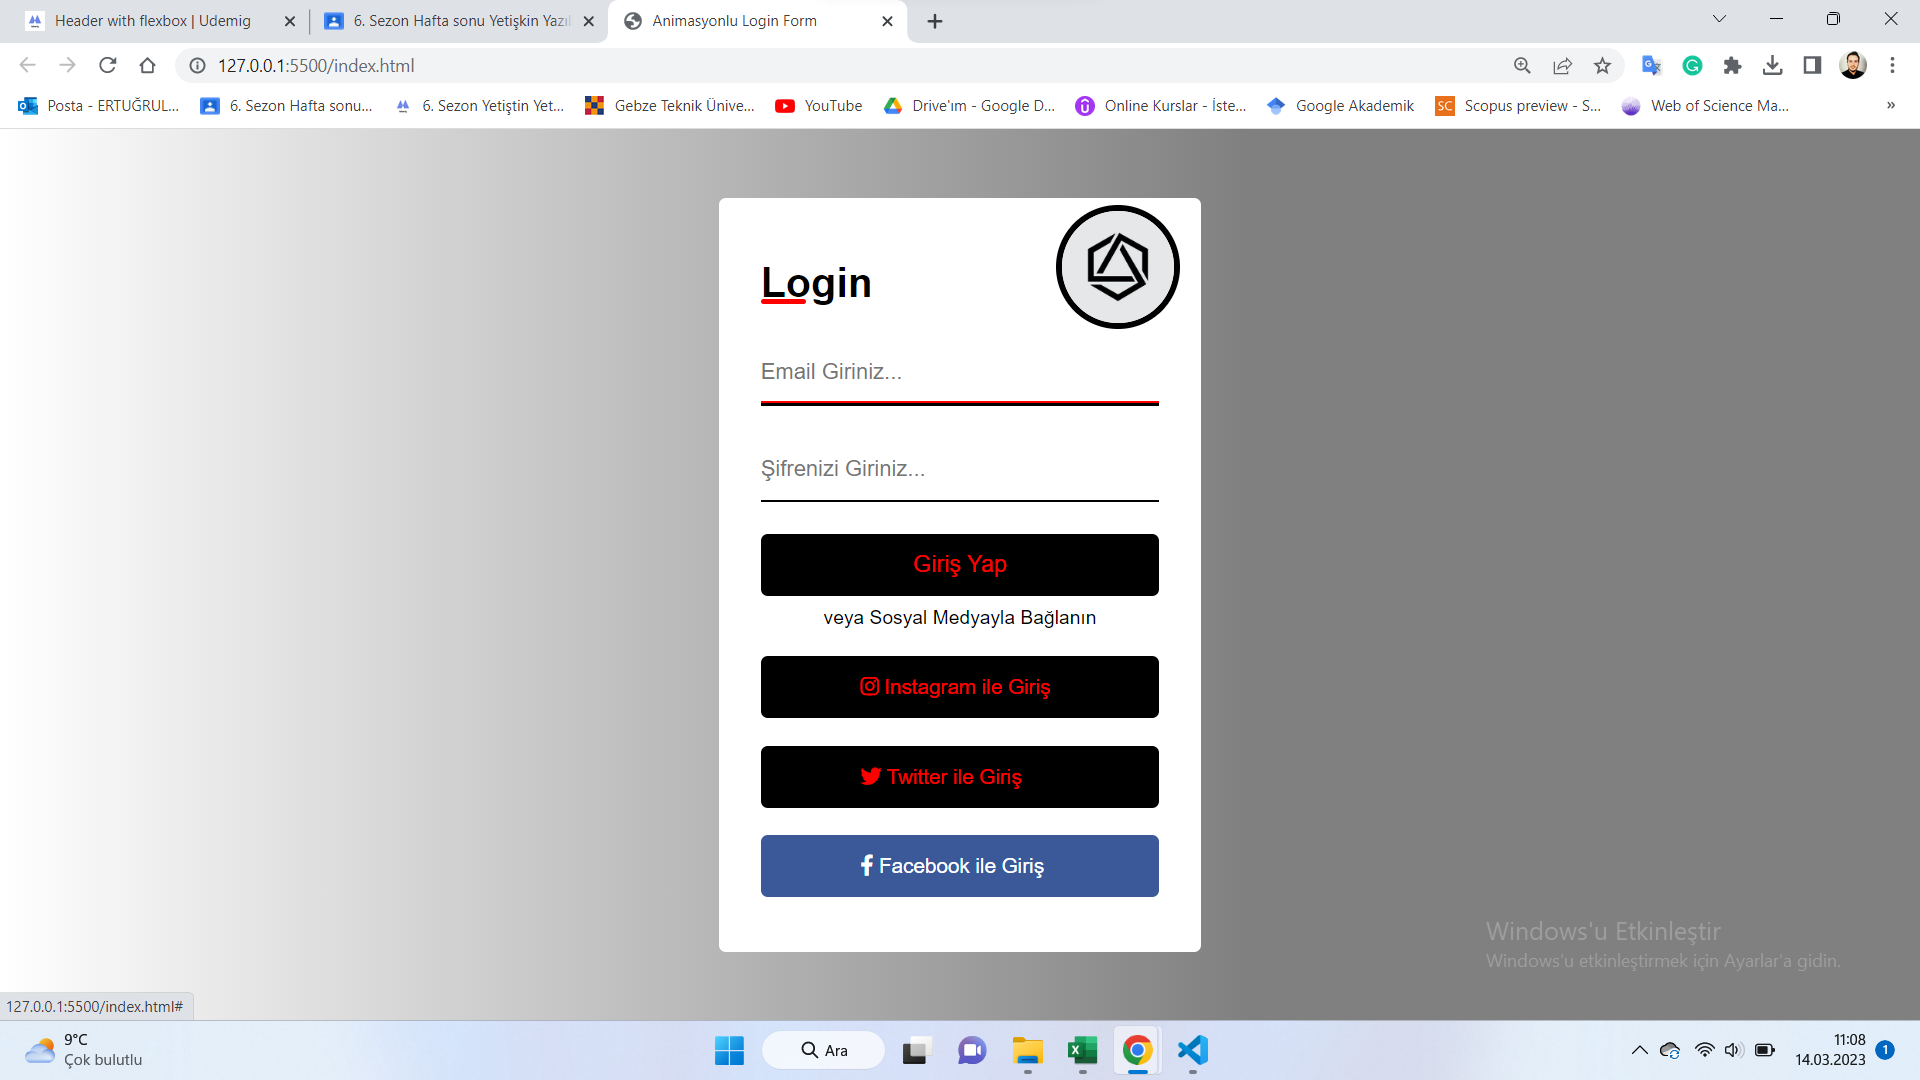 Header with flexbox | Udemig
6. Sezon Hafta sonu Yetişkin Yazıl
Animasyonlu Login Form
127.0.0.1:5500/index.html
Posta - ERTUĞRUL...
6. Sezon Hafta sonu...
6. Sezon Yetiştin Yet...
Gebze Teknik Ünive...
YouTube
Drive'ım - Google D...
Online Kurslar - İste...
Google Akademik
SC
Scopus preview - S...
Web of Science Ma...
»
Login
Email Giriniz...
Şifrenizi Giriniz...
Giriş Yap
veya Sosyal Medyayla Bağlanın
Instagram ile Giriş
Twitter ile Giriş
Facebook ile Giriş
Windows'u Etkinleştir
Windows'u etkinleştirmek için Ayarlar'a gidin.
127.0.0.1:5500/index.html#
9°C
Çok bulutlu
Ara
11:08
14.03.2023
1